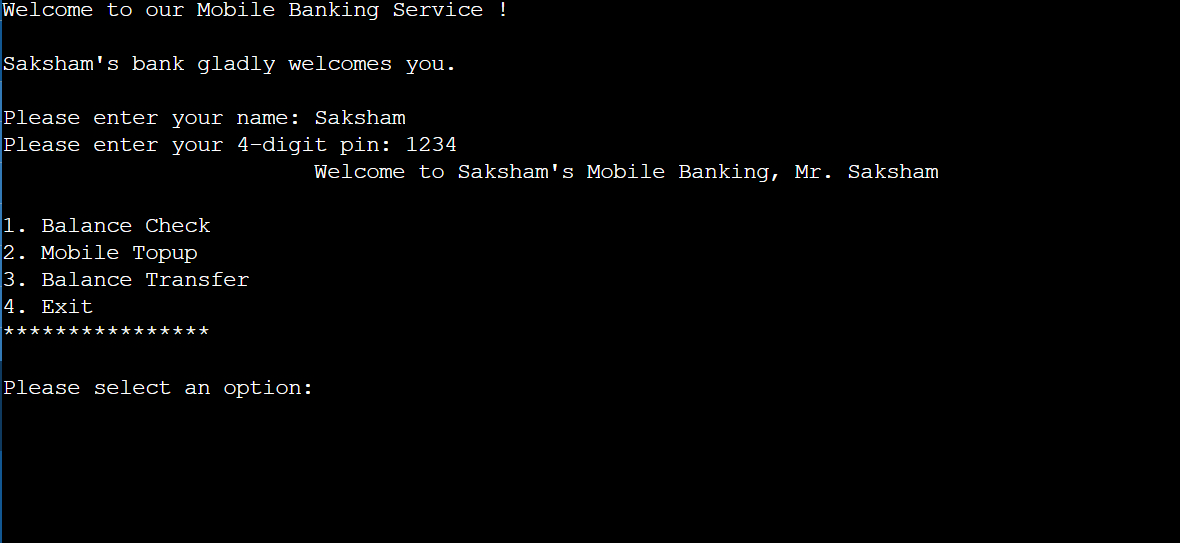 Welcome to our Mobile Banking Service !
Saksham's bank gladly welcomes you.
Please enter your name: Saksham
Please enter your 4-digit pin: 1234
Welcome to Saksham's Mobile Banking, Mr. Saksham
1. Balance Check
2. Mobile Topup
3. Balance Transfer
4. Exit
****************
Please select an option: